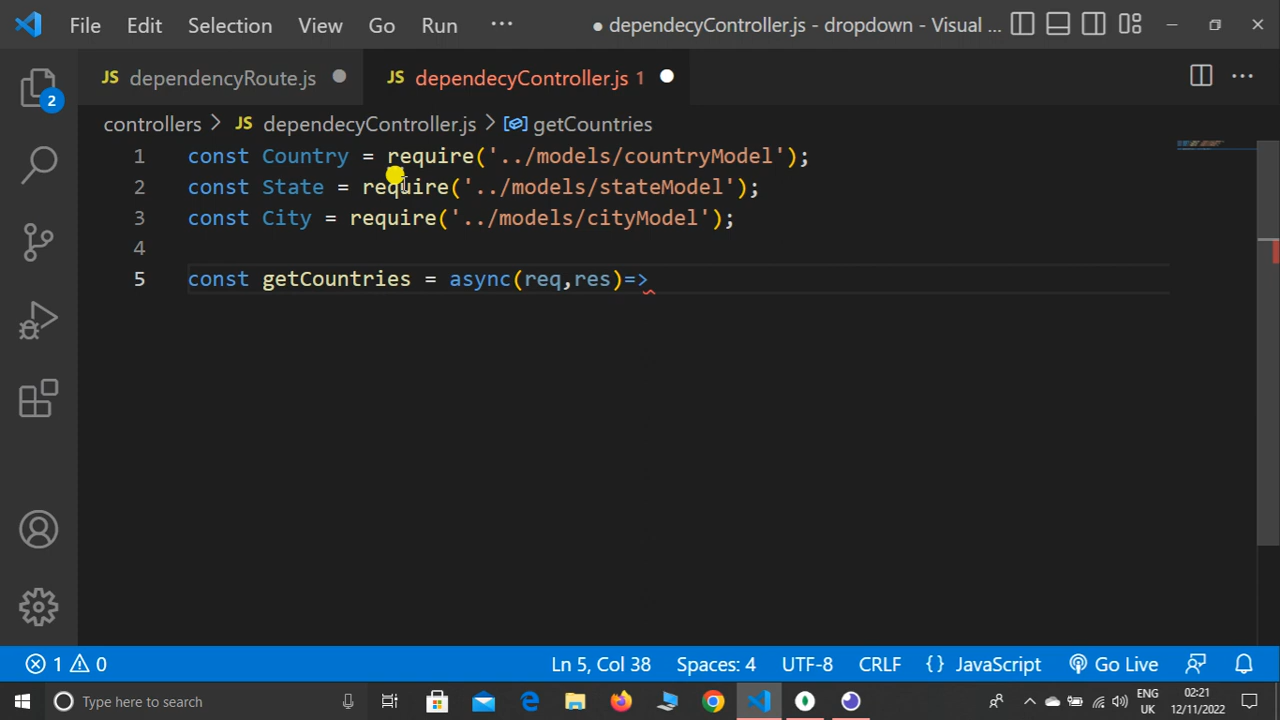 File Edit Selection View Go Run ··· ● dependecyController.js - dropdown - Visual ...
JS dependencyRoute.js ● JS dependecyController.js 1 ● ···
controllers > JS dependecyController.js > getCountries
1 const Country = require('../models/countryModel');
2 const State = require('../models/stateModel');
3 const City = require('../models/cityModel');
4
5 const getCountries = async(req,res)=>
2
1 0 Ln 5, Col 38 Spaces: 4 UTF-8 CRLF {} JavaScript Go Live
Type here to search ENG 02:21
UK 12/11/2022